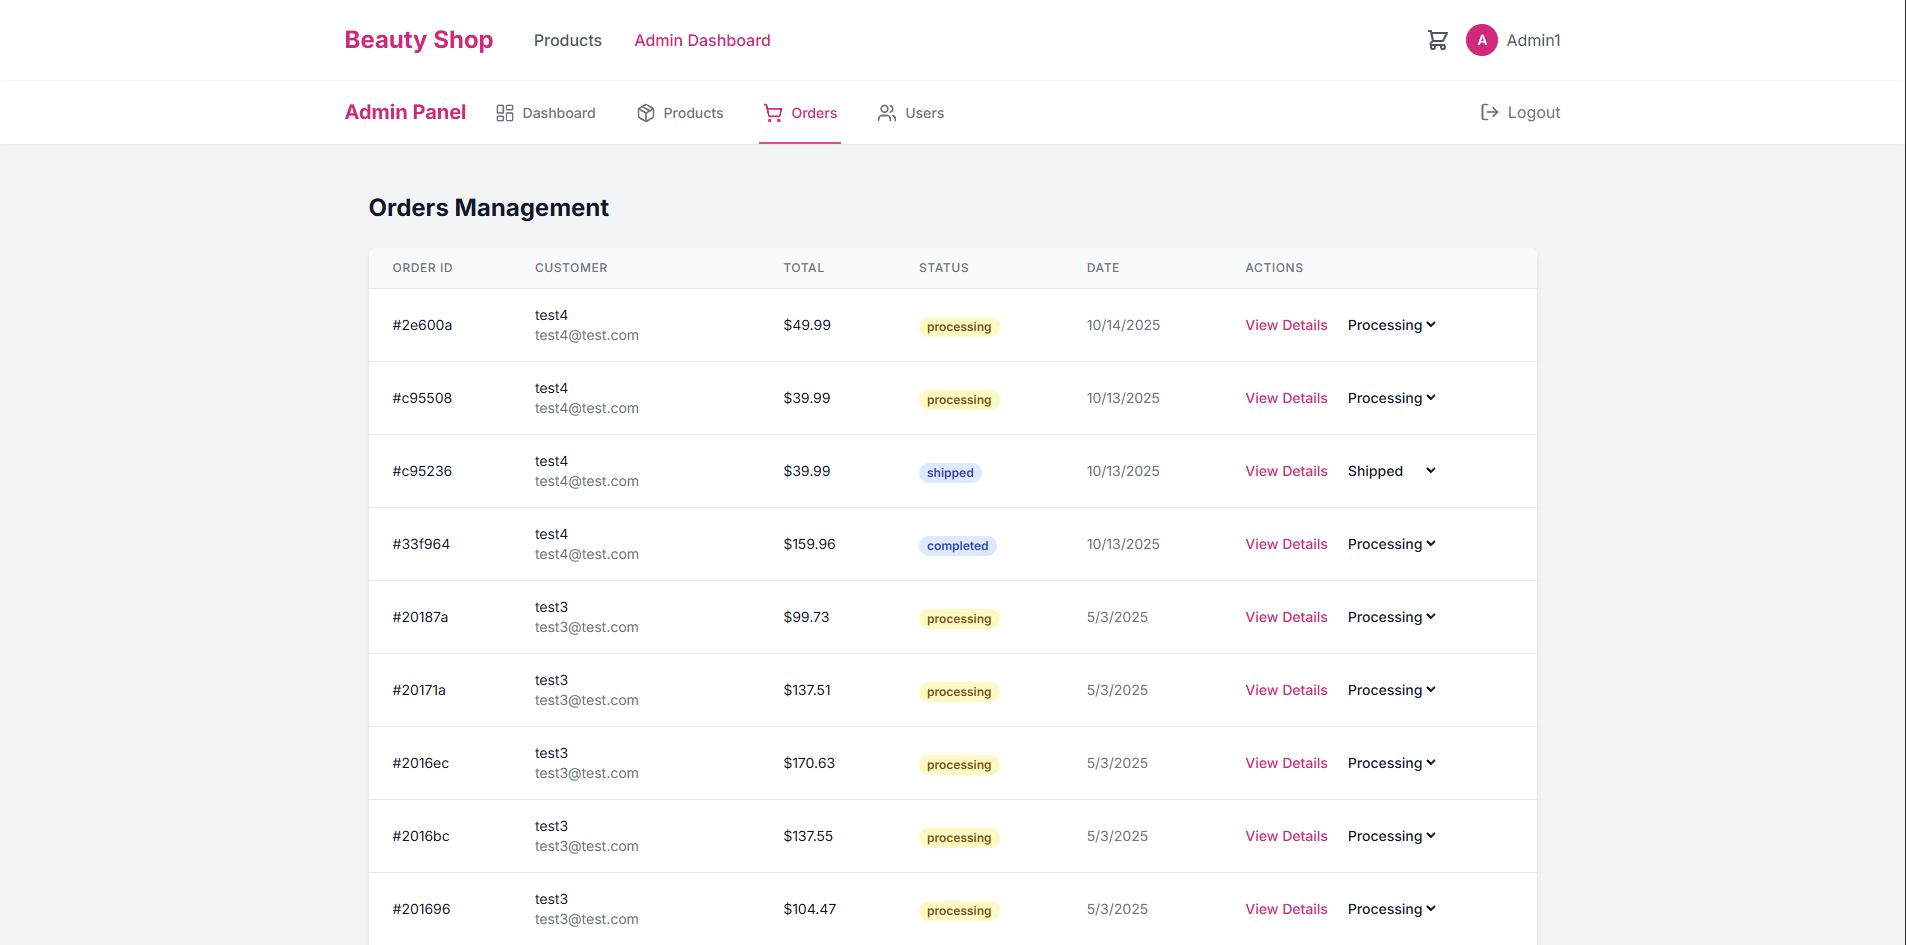 Beauty Shop Products Admin Dashboard A Admin1
Admin Panel Dashboard Products Orders Users Logout
Orders Management
ORDER ID CUSTOMER TOTAL STATUS DATE ACTIONS
#2e600a test4 test4@test.com $49.99 processing 10/14/2025 View Details Processing
#c95508 test4 test4@test.com $39.99 processing 10/13/2025 View Details Processing
#c95236 test4 test4@test.com $39.99 shipped 10/13/2025 View Details Shipped
#33f964 test4 test4@test.com $159.96 completed 10/13/2025 View Details Processing
#20187a test3 test3@test.com $99.73 processing 5/3/2025 View Details Processing
#20171a test3 test3@test.com $137.51 processing 5/3/2025 View Details Processing
#2016ec test3 test3@test.com $170.63 processing 5/3/2025 View Details Processing
#2016bc test3 test3@test.com $137.55 processing 5/3/2025 View Details Processing
#201696 test3 test3@test.com $104.47 processing 5/3/2025 View Details Processing